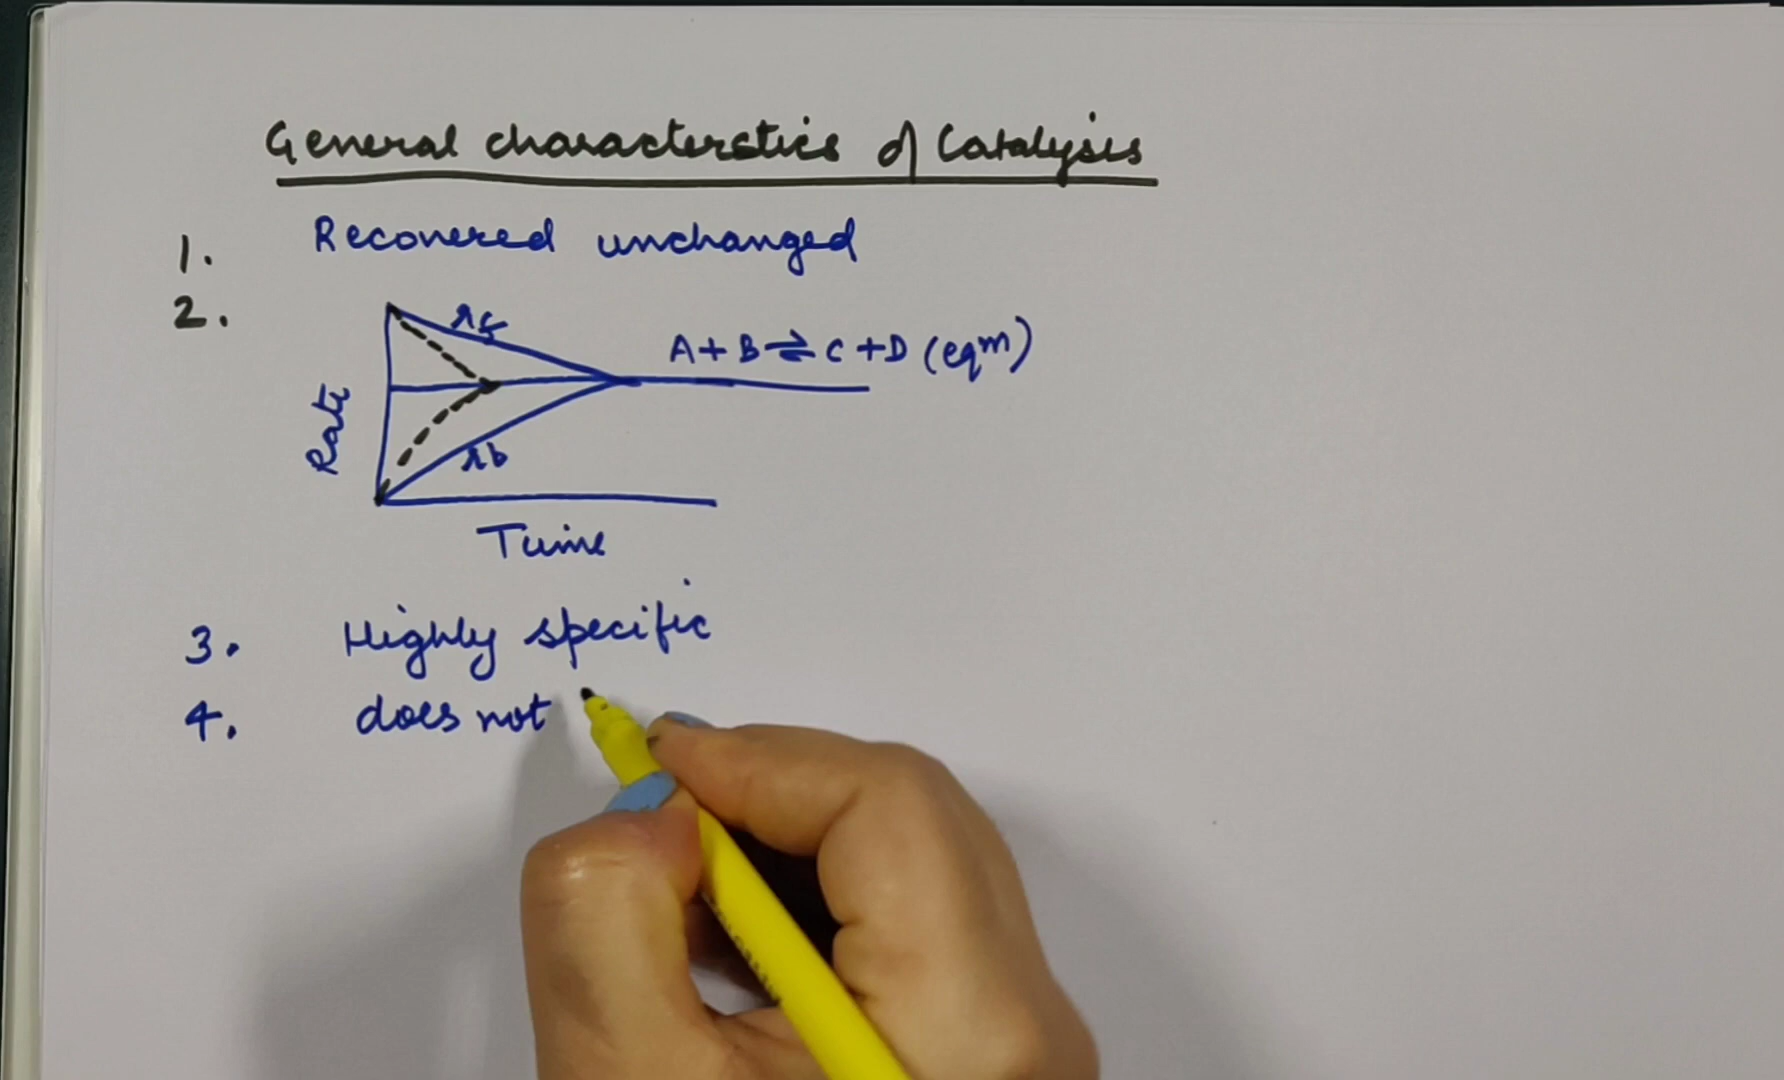 General characterstics of Catalysis
1. Recovered unchanged
2.
rf
A + B ⇌ C + D (eqm)
Rate
rb
Time
3. Highly specific
4. does not